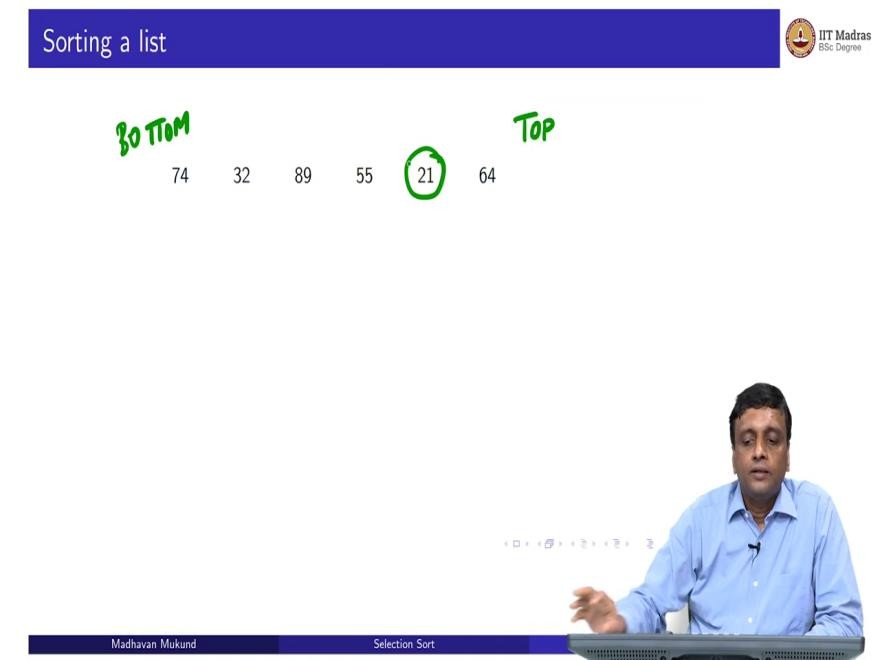 Sorting a list
IIT Madras
BSc Degree
BOTTOM
TOP
74 32 89 55 21 64
Madhavan Mukund
Selection Sort